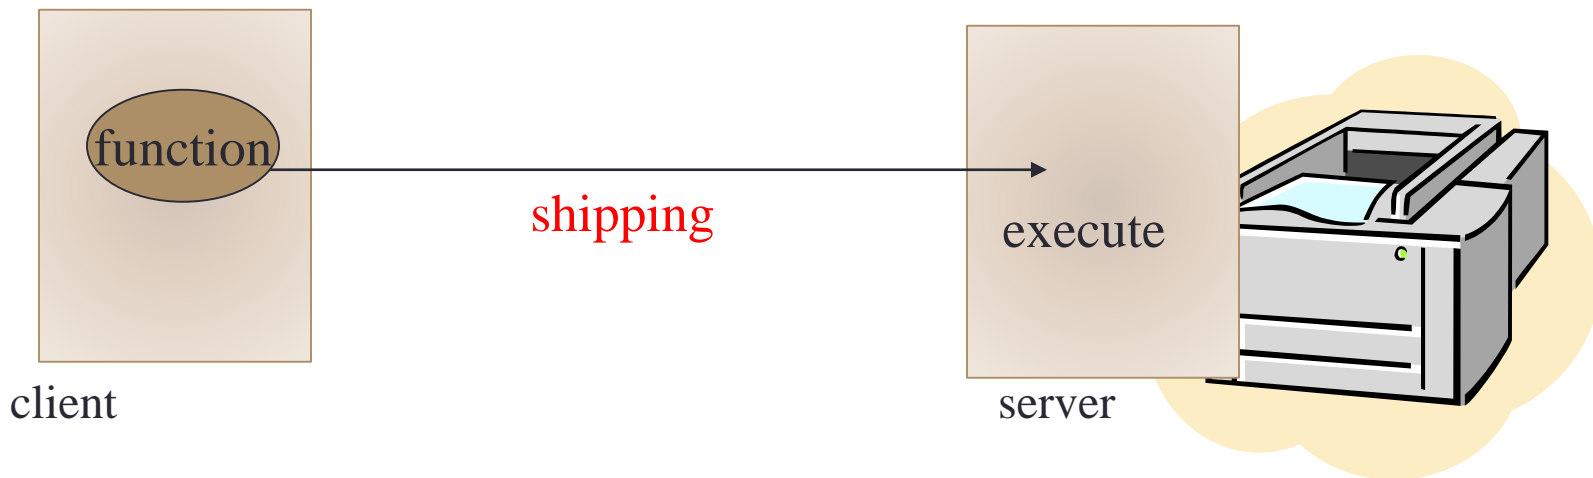 function
shipping
execute
client
server